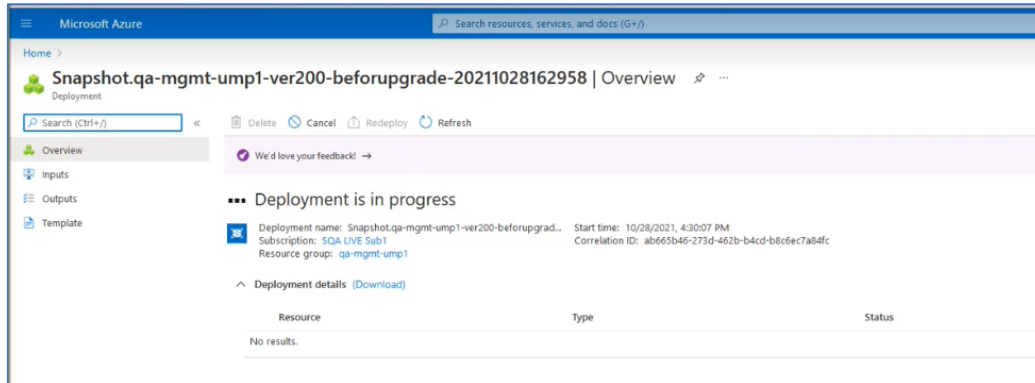 Microsoft Azure
Search resources, services, and docs (G+/)
Home >
Snapshot.qa-mgmt-ump1-ver200-beforupgrade-20211028162958 | Overview
Deployment
Search (Ctrl+/)
«
Delete
Cancel
Redeploy
Refresh
Overview
Inputs
Outputs
Template
We'd love your feedback! →
Deployment is in progress
Deployment name: Snapshot.qa-mgmt-ump1-ver200-beforupgrad...
Subscription: SQA LIVE Sub1
Resource group: qa-mgmt-ump1
Start time: 10/28/2021, 4:30:07 PM
Correlation ID: ab665b46-273d-462b-b4cd-b8c6ec7a84fc
Deployment details (Download)
Resource Type Status
No results.